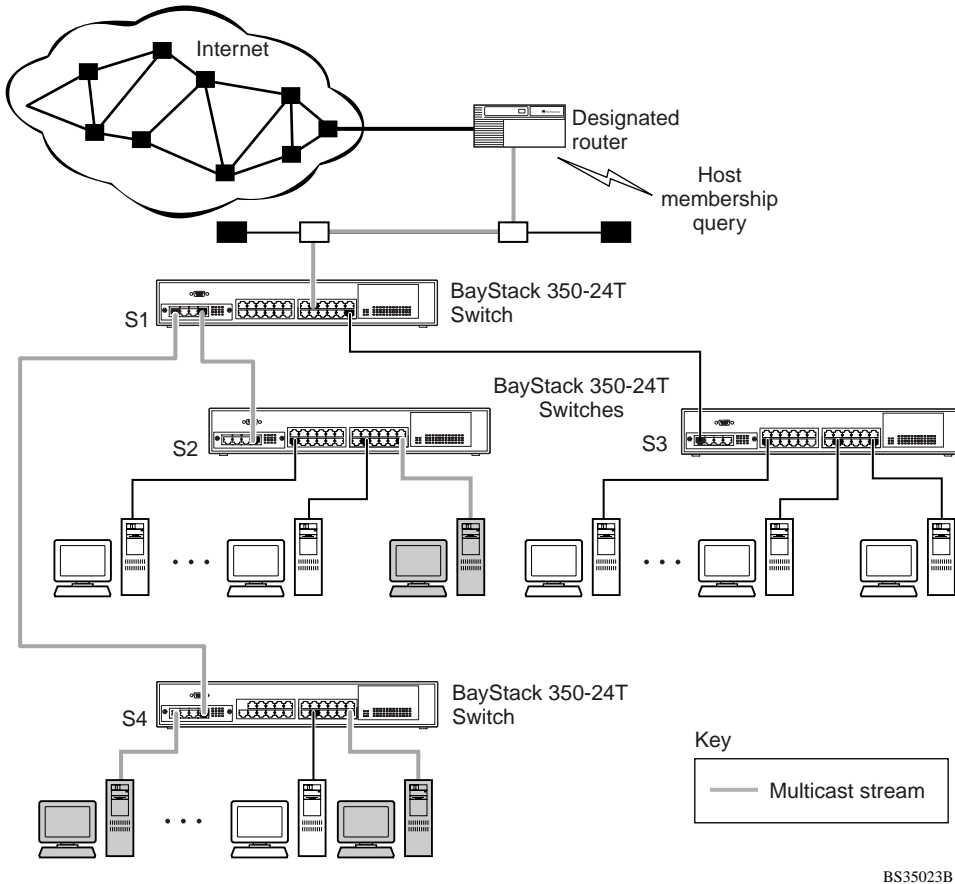 Internet
Designated
router
Host
membership
query
BayStack 350-24T
Switch
S1
BayStack 350-24T
Switches
S2
S3
BayStack 350-24T
Switch
S4
Key
Multicast stream
BS35023B